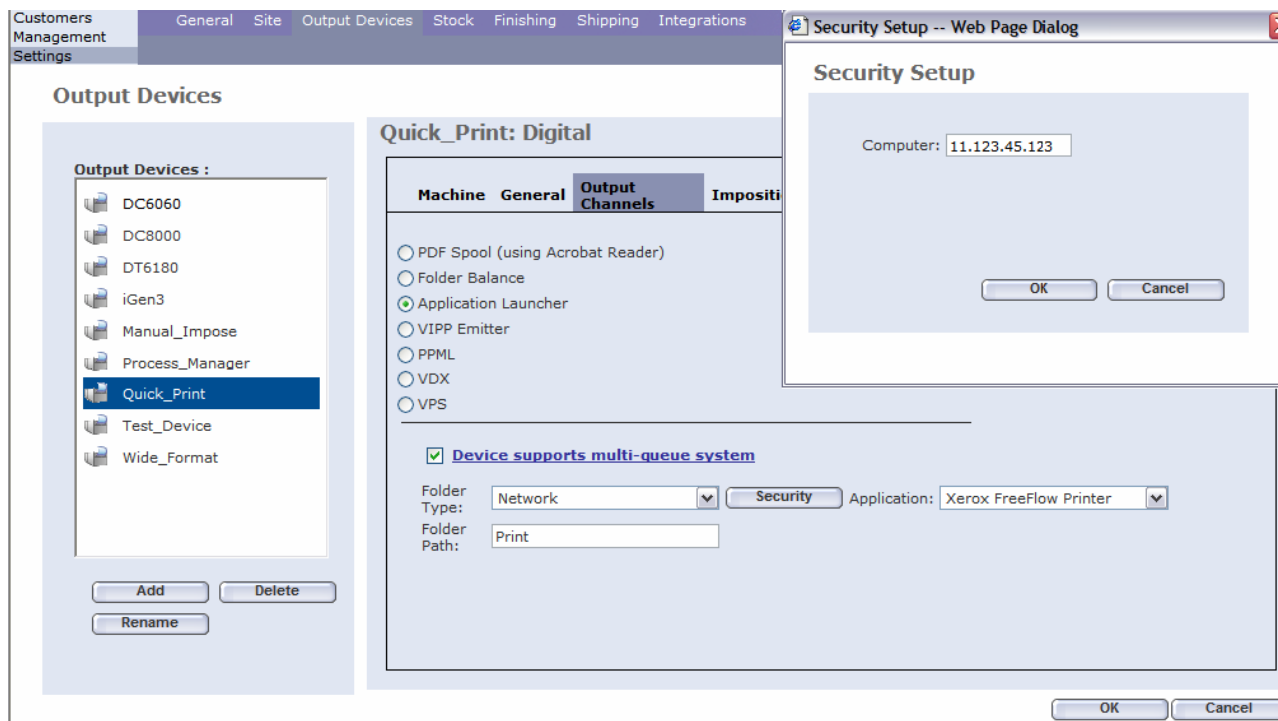 Customers
Management
Settings
General Site Output Devices Stock Finishing Shipping Integrations
Output Devices
Output Devices :
DC6060
DC8000
DT6180
iGen3
Manual_Impose
Process_Manager
Quick_Print
Test_Device
Wide_Format
Add Delete
Rename
Quick_Print: Digital
Machine General Output Channels Impositi
PDF Spool (using Acrobat Reader)
Folder Balance
Application Launcher
VIPP Emitter
PPML
VDX
VPS
Device supports multi-queue system
Folder Type: Network Security Application: Xerox FreeFlow Printer
Folder Path: Print
OK Cancel
Security Setup -- Web Page Dialog
Security Setup
Computer: 11.123.45.123
OK Cancel